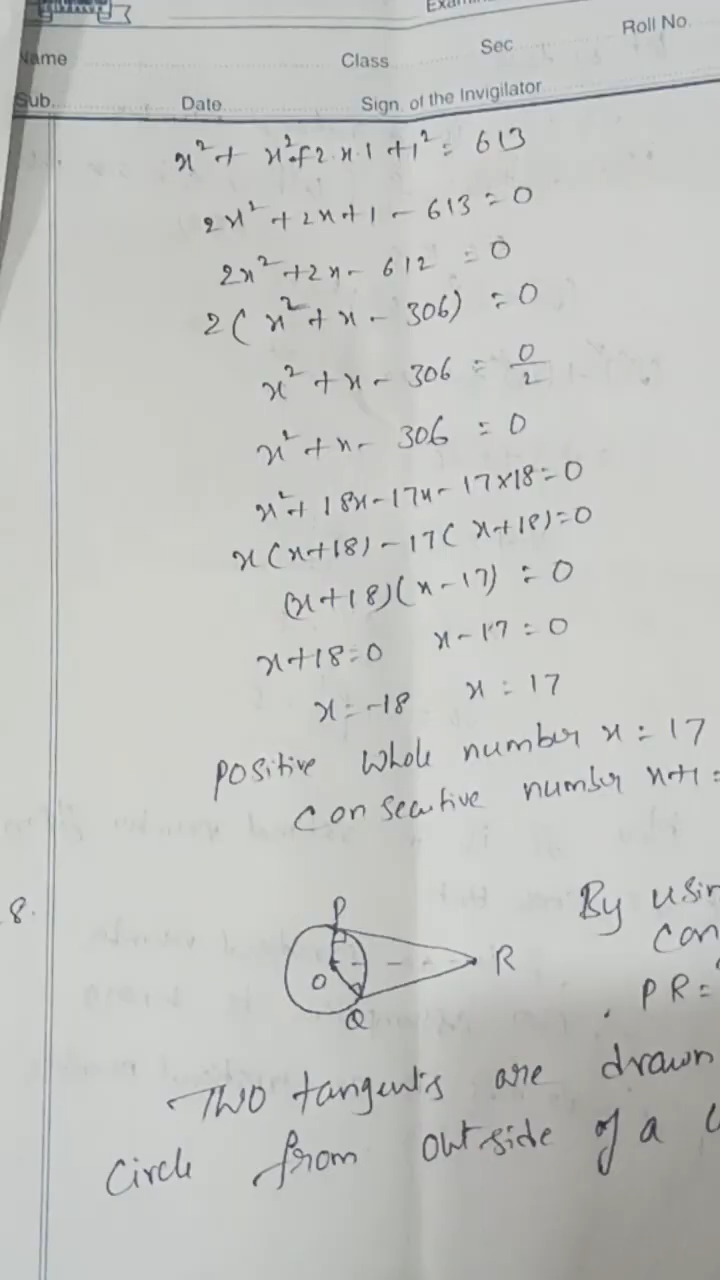 Roll No.
Name Class Sec
Sub. Date Sign. of the Invigilator
x² + x² + 2.x.1 + 1² = 613
2x² + 2x + 1 - 613 = 0
2x² + 2x - 612 = 0
2(x² + x - 306) = 0
x² + x - 306 = 0/2
x² + x - 306 = 0
x² + 18x - 17x - 17×18 = 0
x(x+18) - 17(x+18) = 0
(x+18)(x-17) = 0
x+18=0 x-17=0
x=-18 x=17
positive whole number x = 17
consecutive number x+1 =
8.
P
O
Q
R
By
PR =
Two tangents are drawn
circle from outside of a